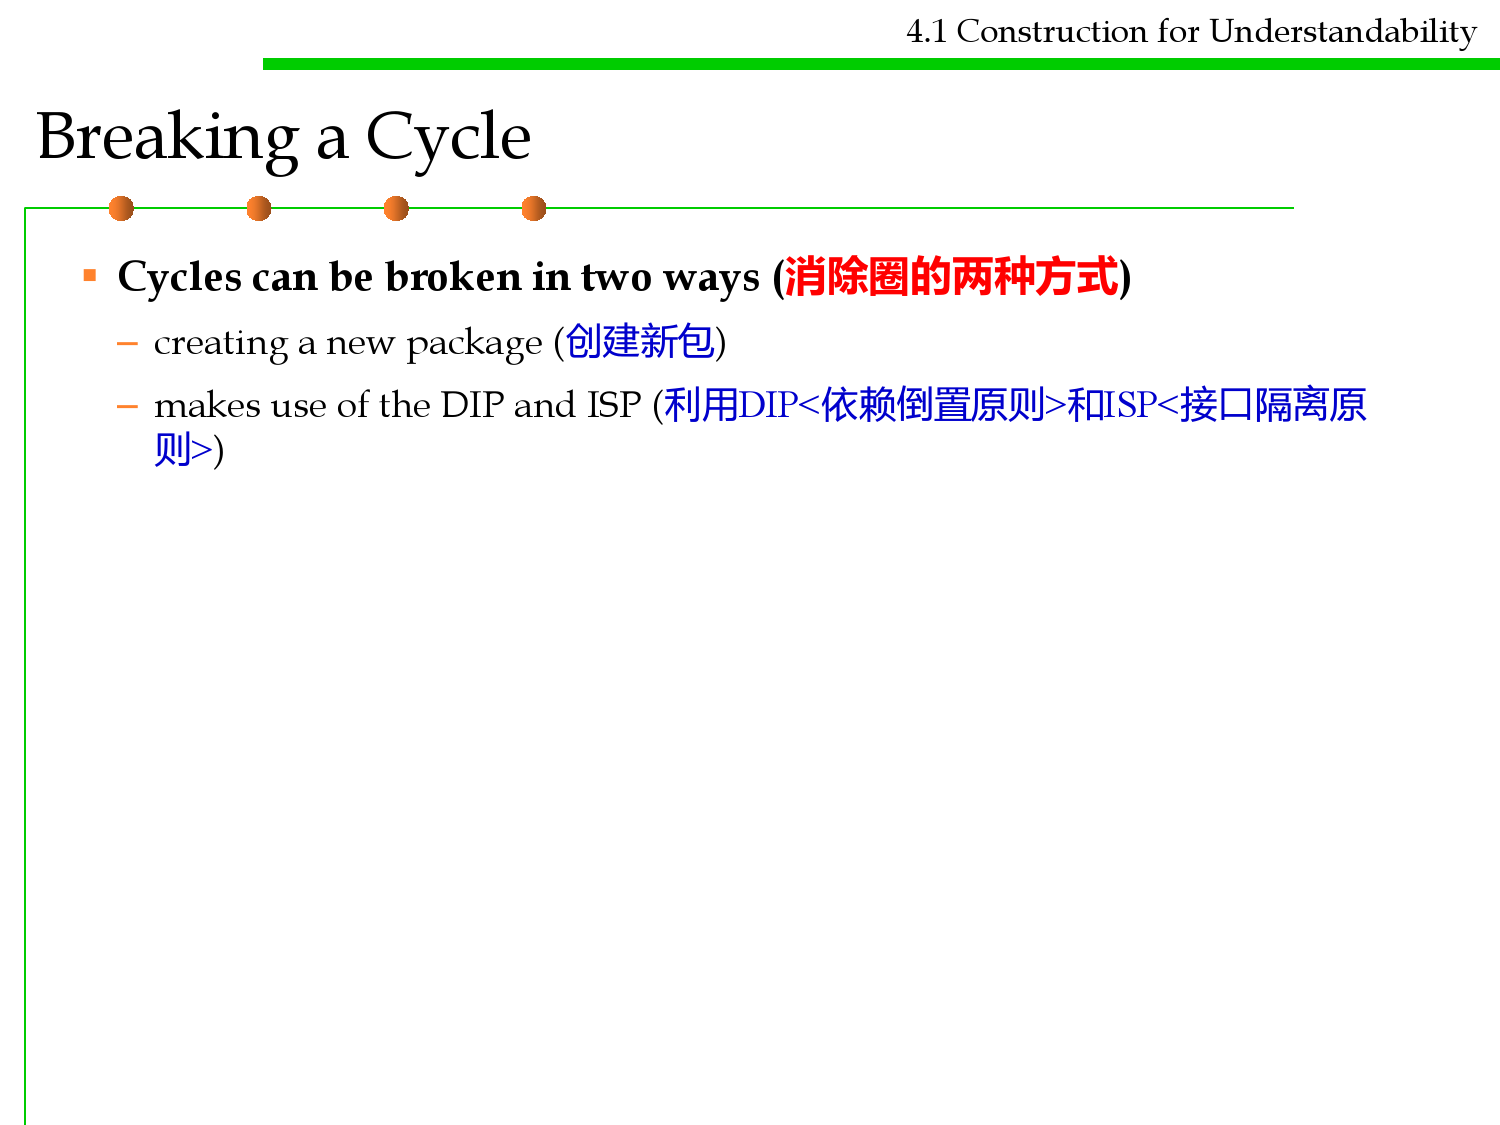 4.1 Construction for Understandability
Breaking a Cycle
▪ Cycles can be broken in two ways (消除圈的两种方式)
– creating a new package (创建新包)
– makes use of the DIP and ISP (利用DIP<依赖倒置原则>和ISP<接口隔离原
则>)